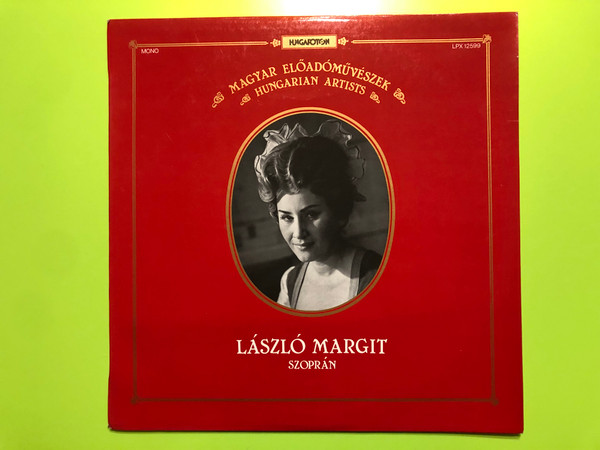 HUNGAROTON
MONO
LPX 12599
MAGYAR ELŐADÓMŰVÉSZEK
HUNGARIAN ARTISTS
LÁSZLÓ MARGIT
SZOPRÁN